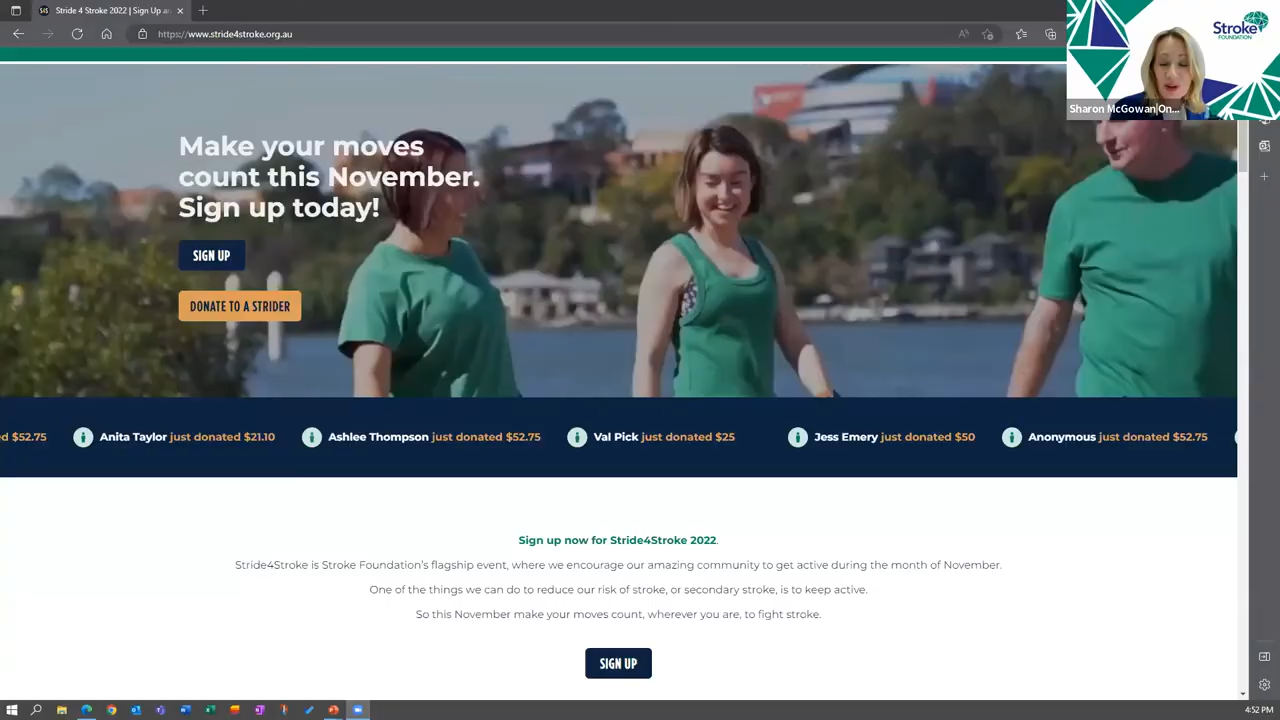 Stride 4 Stroke 2022 | Sign Up an
https://www.stride4stroke.org.au
Stroke
FOUNDATION
Sharon McGowan|On...
Make your moves
count this November.
Sign up today!
SIGN UP
DONATE TO A STRIDER
d $52.75
Anita Taylor just donated $21.10
Ashlee Thompson just donated $52.75
Val Pick just donated $25
Jess Emery just donated $50
Anonymous just donated $52.75
Sign up now for Stride4Stroke 2022.
Stride4Stroke is Stroke Foundation's flagship event, where we encourage our amazing community to get active during the month of November.
One of the things we can do to reduce our risk of stroke, or secondary stroke, is to keep active.
So this November make your moves count, wherever you are, to fight stroke.
SIGN UP
4:52 PM